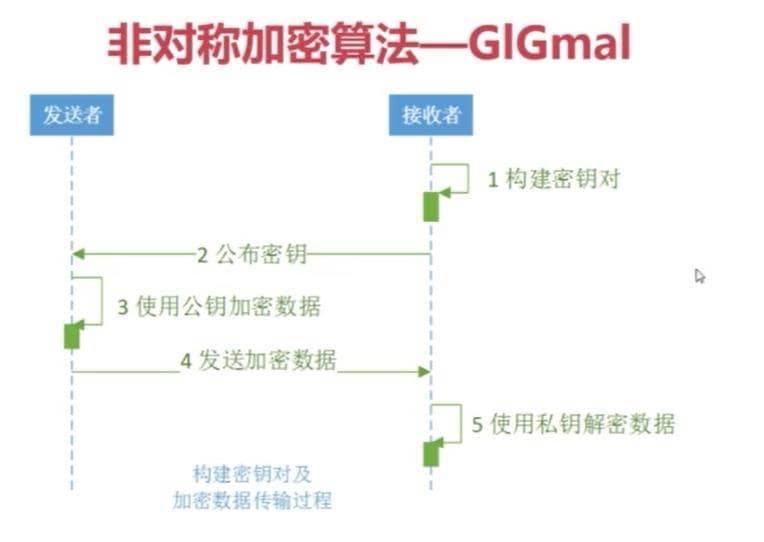 非对称加密算法—GlGmal
发送者
接收者
1 构建密钥对
2 公布密钥
3 使用公钥加密数据
4 发送加密数据
5 使用私钥解密数据
构建密钥对及
加密数据传输过程